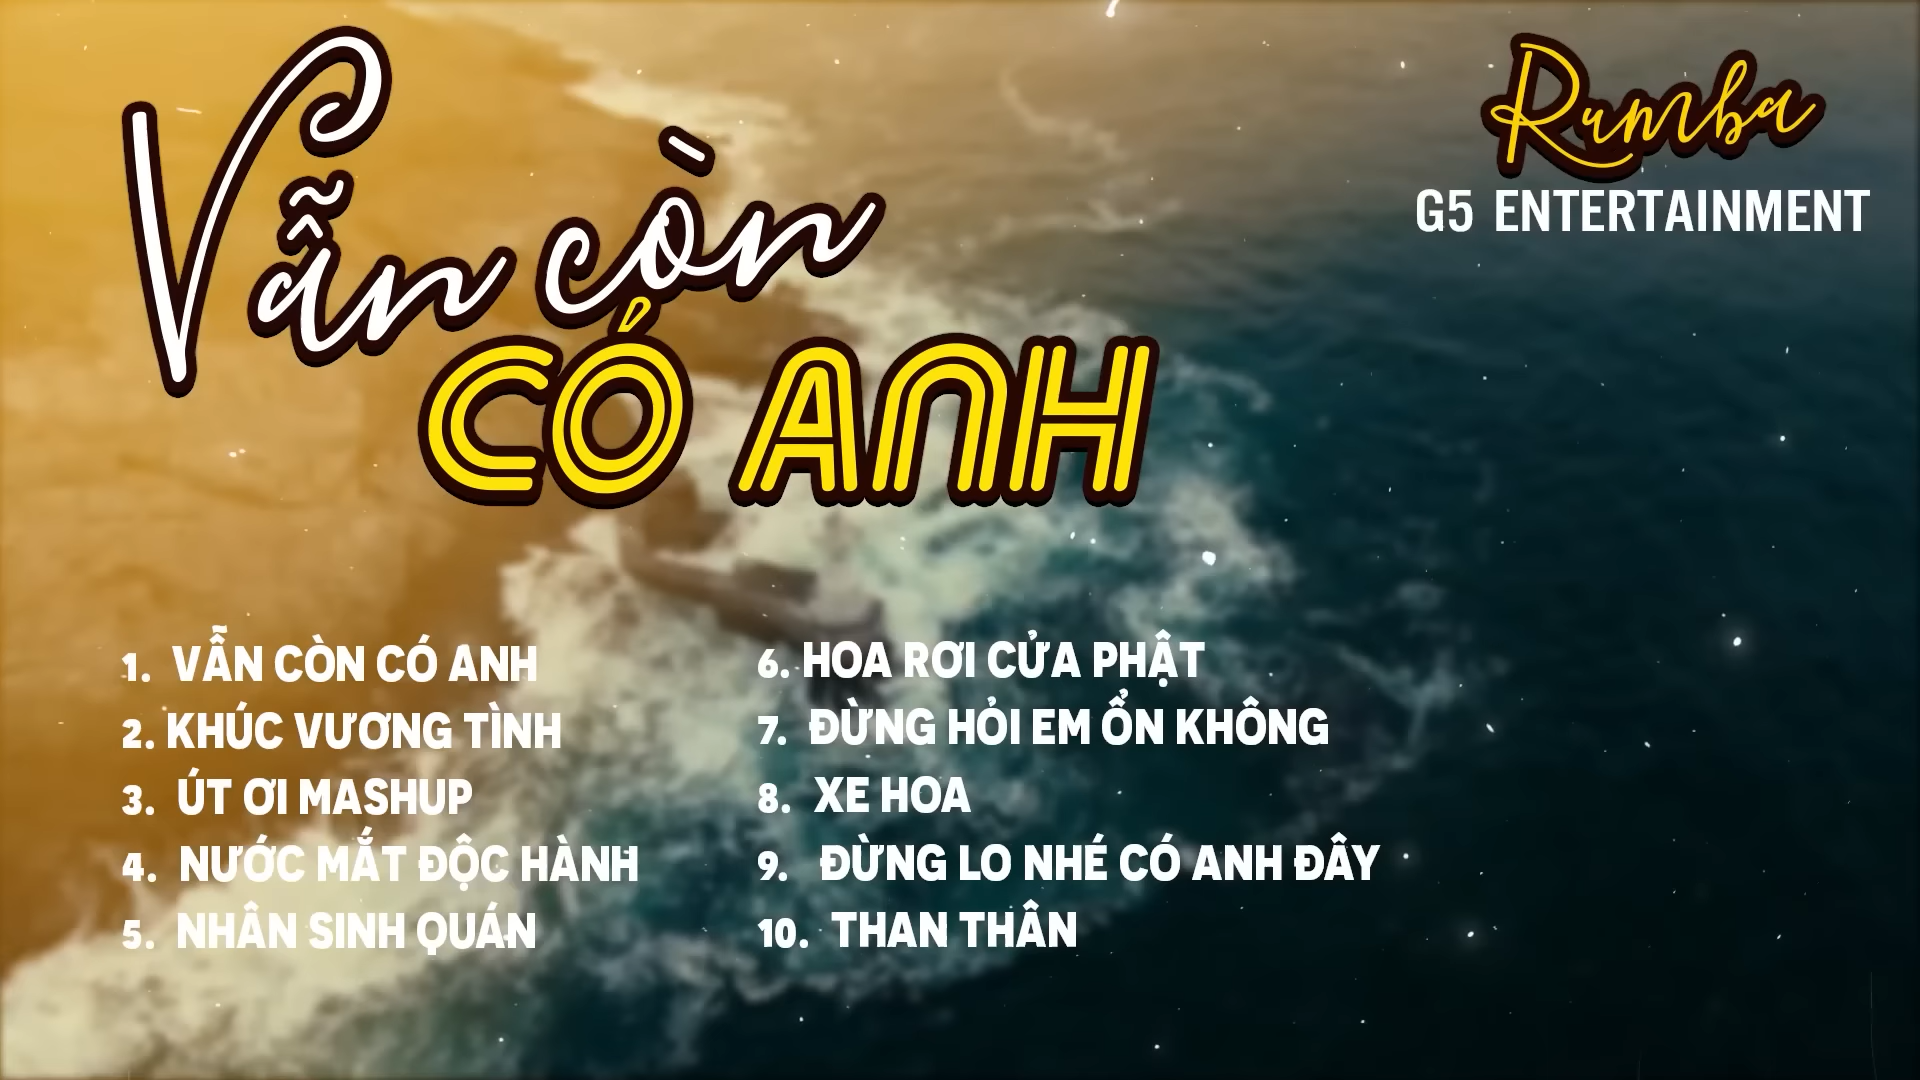 Vẫn còn
CÓ ANH
Rumba
G5 ENTERTAINMENT
1. VẪN CÒN CÓ ANH
2. KHÚC VƯƠNG TÌNH
3. ÚT ƠI MASHUP
4. NƯỚC MẮT ĐỘC HÀNH
5. NHÂN SINH QUÁN
6. HOA RƠI CỬA PHẬT
7. ĐỪNG HỎI EM ỔN KHÔNG
8. XE HOA
9. ĐỪNG LO NHÉ CÓ ANH ĐÂY
10. THAN THÂN